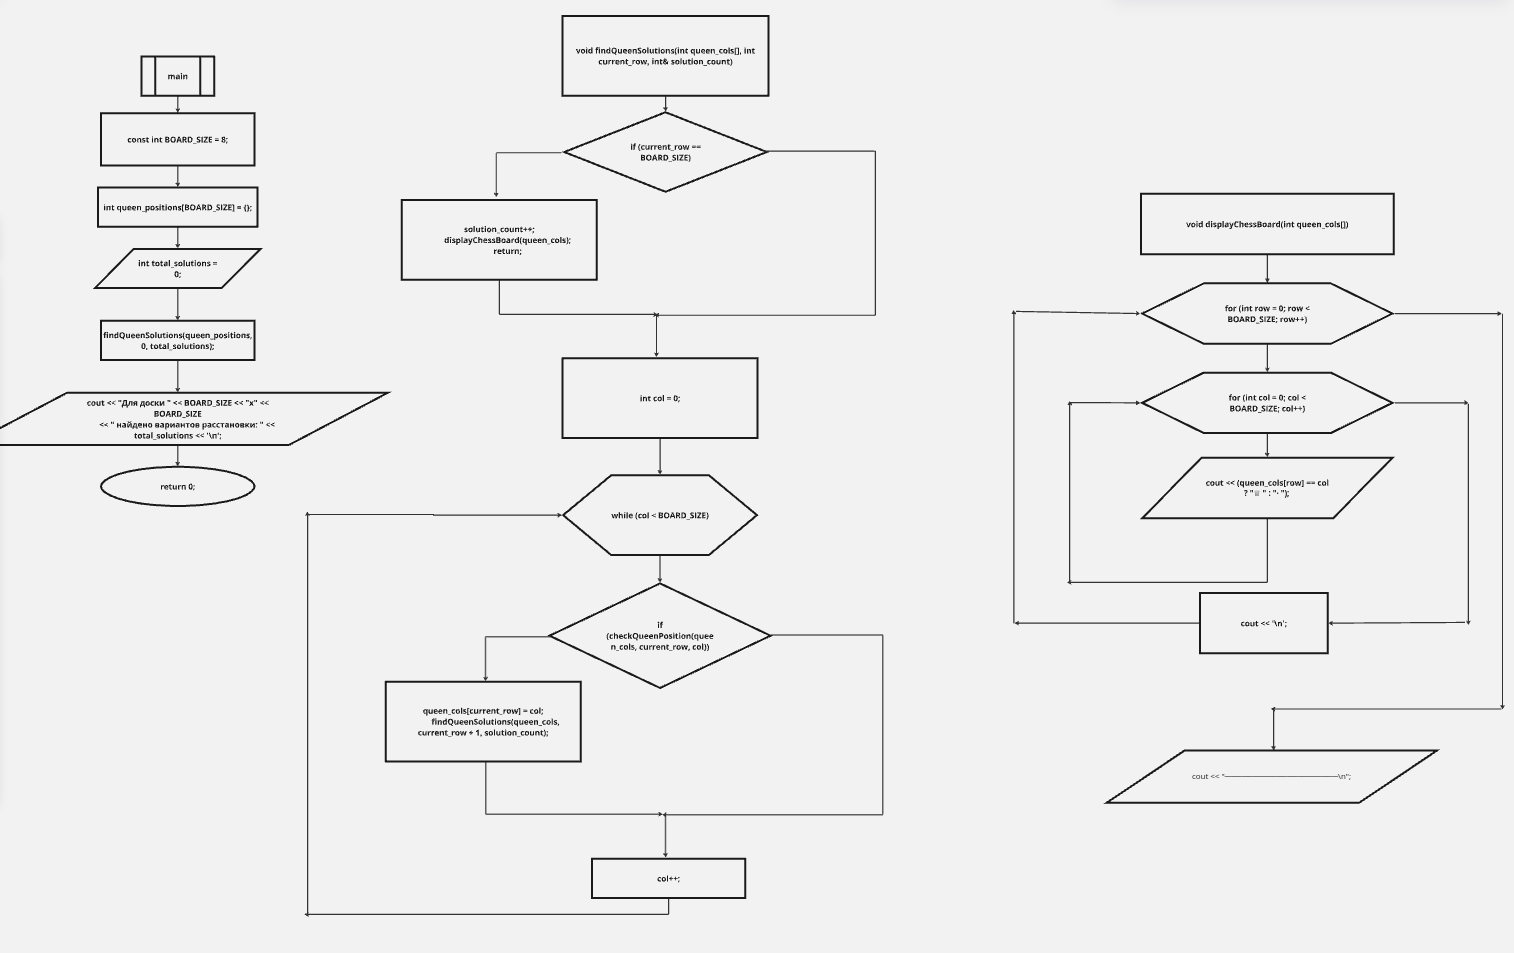 main
const int BOARD_SIZE = 8;
int queen_positions[BOARD_SIZE] = {};
int total_solutions =
0;
findQueenSolutions(queen_positions,
0, total_solutions);
cout << "Для доски " << BOARD_SIZE << "x" <<
BOARD_SIZE
<< " найдено вариантов расстановки: " <<
total_solutions << '\n';
return 0;
void findQueenSolutions(int queen_cols[], int
current_row, int& solution_count)
if (current_row ==
BOARD_SIZE)
solution_count++;
displayChessBoard(queen_cols);
return;
int col = 0;
while (col < BOARD_SIZE)
if
(checkQueenPosition(quee
n_cols, current_row, col))
queen_cols[current_row] = col;
findQueenSolutions(queen_cols,
current_row + 1, solution_count);
col++;
void displayChessBoard(int queen_cols[])
for (int row = 0; row <
BOARD_SIZE; row++)
for (int col = 0; col <
BOARD_SIZE; col++)
cout << (queen_cols[row] == col
? " " : "· ");
cout << '\n';
cout << "────────────────────\n";